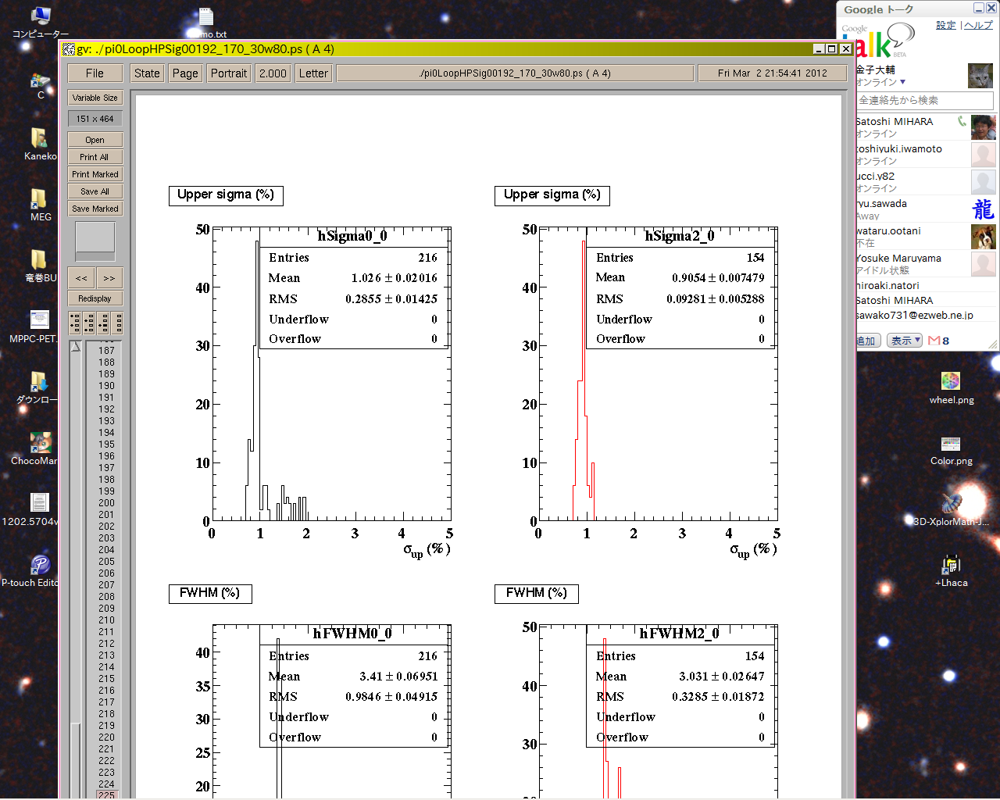 コンピューター
C
Kaneko
MEG
竜巻BU
MPPC-PET.
ダウンロー
ChocoMar
1202.5704v
P-touch Edito
mo.txt
gv: ./pi0LoopHPSig00192_170_30w80.ps ( A 4)
File
State
Page
Portrait
2.000
Letter
./pi0LoopHPSig00192_170_30w80.ps ( A 4)
Fri Mar 2 21:54:41 2012
Variable Size
151 x 464
Open
Print All
Print Marked
Save All
Save Marked
<< >>
Redisplay
187
188
189
190
191
192
193
194
195
196
197
198
199
200
201
202
203
204
205
206
207
208
209
210
211
212
213
214
215
216
217
218
219
220
221
222
223
224
225
Upper sigma (%)
hSigma0_0
Entries 216
Mean 1.026 ± 0.02016
RMS 0.2855 ± 0.01425
Underflow 0
Overflow 0
50
40
30
20
10
0
0 1 2 3 4 5
σup (%)
Upper sigma (%)
hSigma2_0
Entries 154
Mean 0.9054 ± 0.007479
RMS 0.09281 ± 0.005288
Underflow 0
Overflow 0
50
40
30
20
10
0
0 1 2 3 4 5
σup (%)
FWHM (%)
hFWHM0_0
Entries 216
Mean 3.41 ± 0.06951
RMS 0.9846 ± 0.04915
Underflow 0
Overflow 0
40
35
30
25
20
FWHM (%)
hFWHM2_0
Entries 154
Mean 3.031 ± 0.02647
RMS 0.3285 ± 0.01872
Underflow 0
Overflow 0
50
40
30
Google トーク
設定 | ヘルプ
Google
talk
BETA
金子大輔
オンライン
全連絡先から検索
Satoshi MIHARA
オンライン
toshiyuki.iwamoto
オンライン
ucci.y82
オンライン
ryu.sawada
Away
龍
wataru.ootani
不在
Yosuke Maruyama
アイドル状態
hiroaki.natori
Satoshi MIHARA
sawako731@ezweb.ne.jp
追加
表示
8
wheel.png
Color.png
3D-XplorMath-J...
+Lhaca